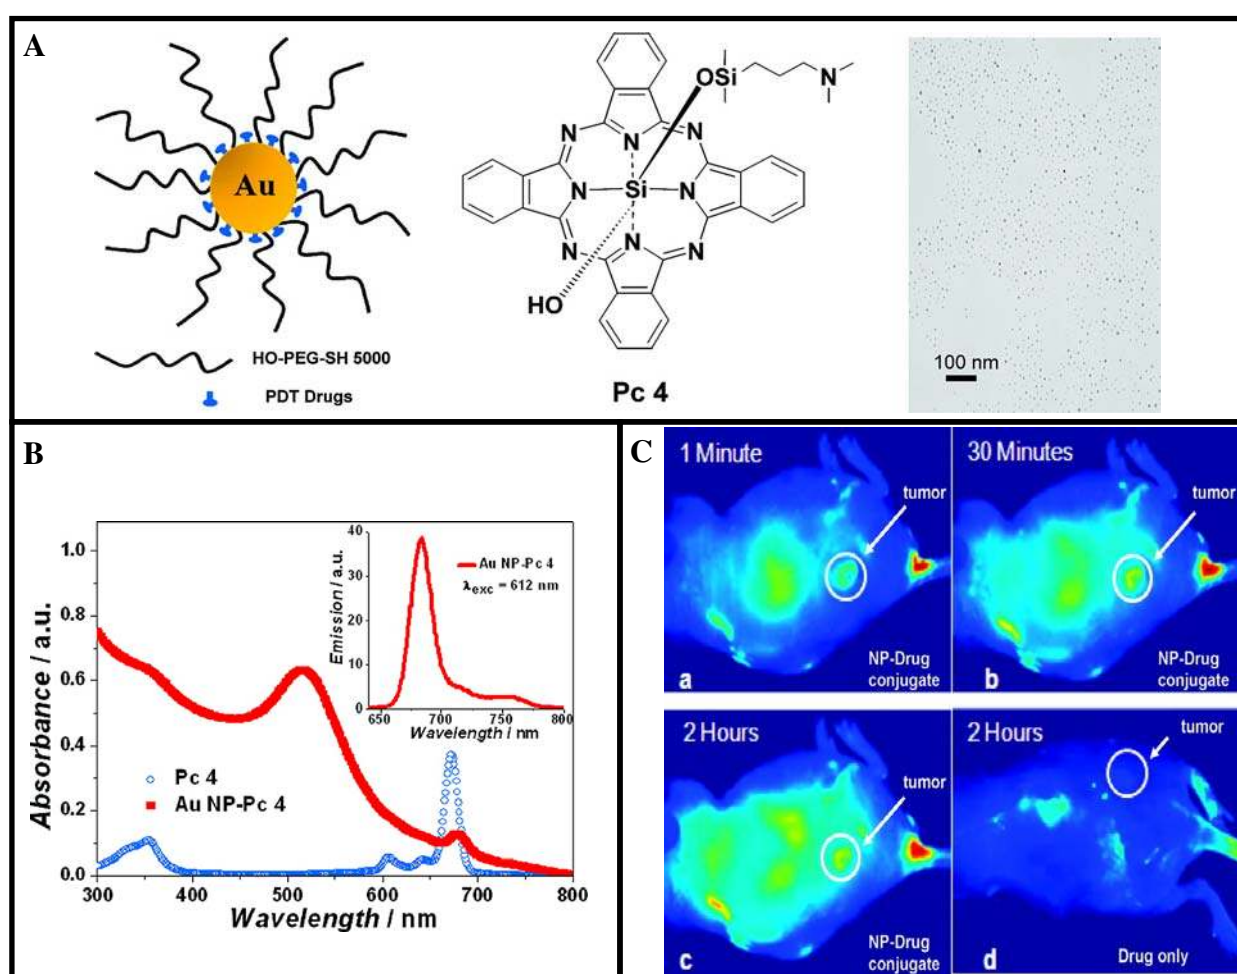 A
Au
HO-PEG-SH 5000
PDT Drugs
OSi
N
N
N
N
N
Si
N
N
N
N
HO
Pc 4
100 nm
B
Absorbance / a.u.
1.0
0.8
0.6
0.4
0.2
0.0
300 400 500 600 700 800
Wavelength / nm
Pc 4
Au NP-Pc 4
Emission / a.u.
40
30
20
10
0
650 700 750 800
Wavelength / nm
Au NP-Pc 4
λexc = 612 nm
C
1 Minute
tumor
NP-Drug
conjugate
a
30 Minutes
tumor
NP-Drug
conjugate
b
2 Hours
tumor
NP-Drug
conjugate
c
2 Hours
tumor
Drug only
d